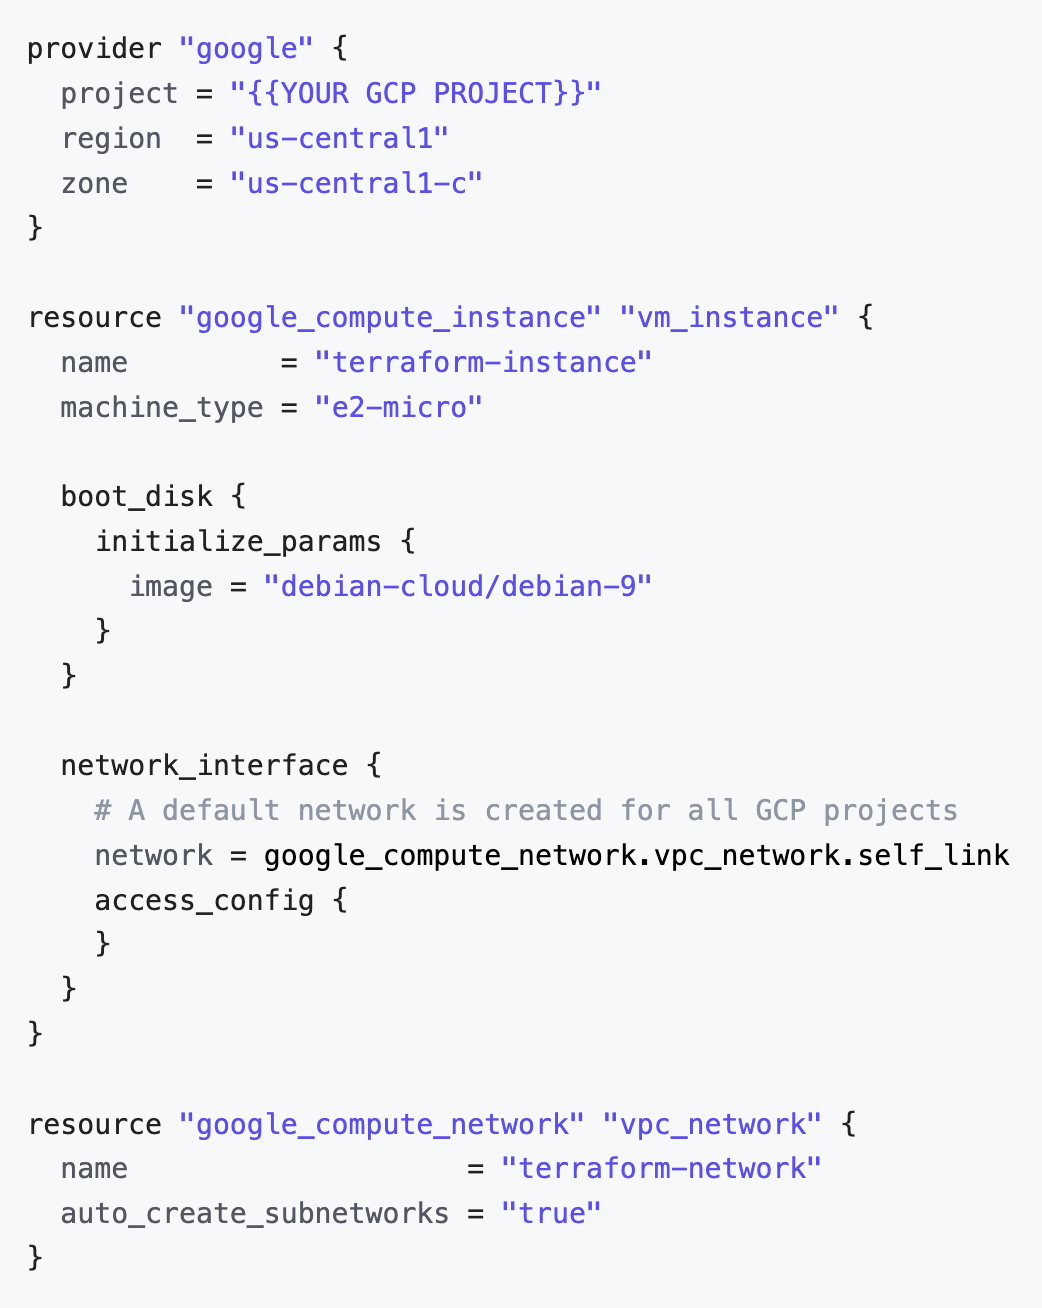 provider "google" {
  project = "{{YOUR GCP PROJECT}}"
  region  = "us-central1"
  zone    = "us-central1-c"
}

resource "google_compute_instance" "vm_instance" {
  name         = "terraform-instance"
  machine_type = "e2-micro"

  boot_disk {
    initialize_params {
      image = "debian-cloud/debian-9"
    }
  }

  network_interface {
    # A default network is created for all GCP projects
    network = google_compute_network.vpc_network.self_link
    access_config {
    }
  }
}

resource "google_compute_network" "vpc_network" {
  name                    = "terraform-network"
  auto_create_subnetworks = "true"
}